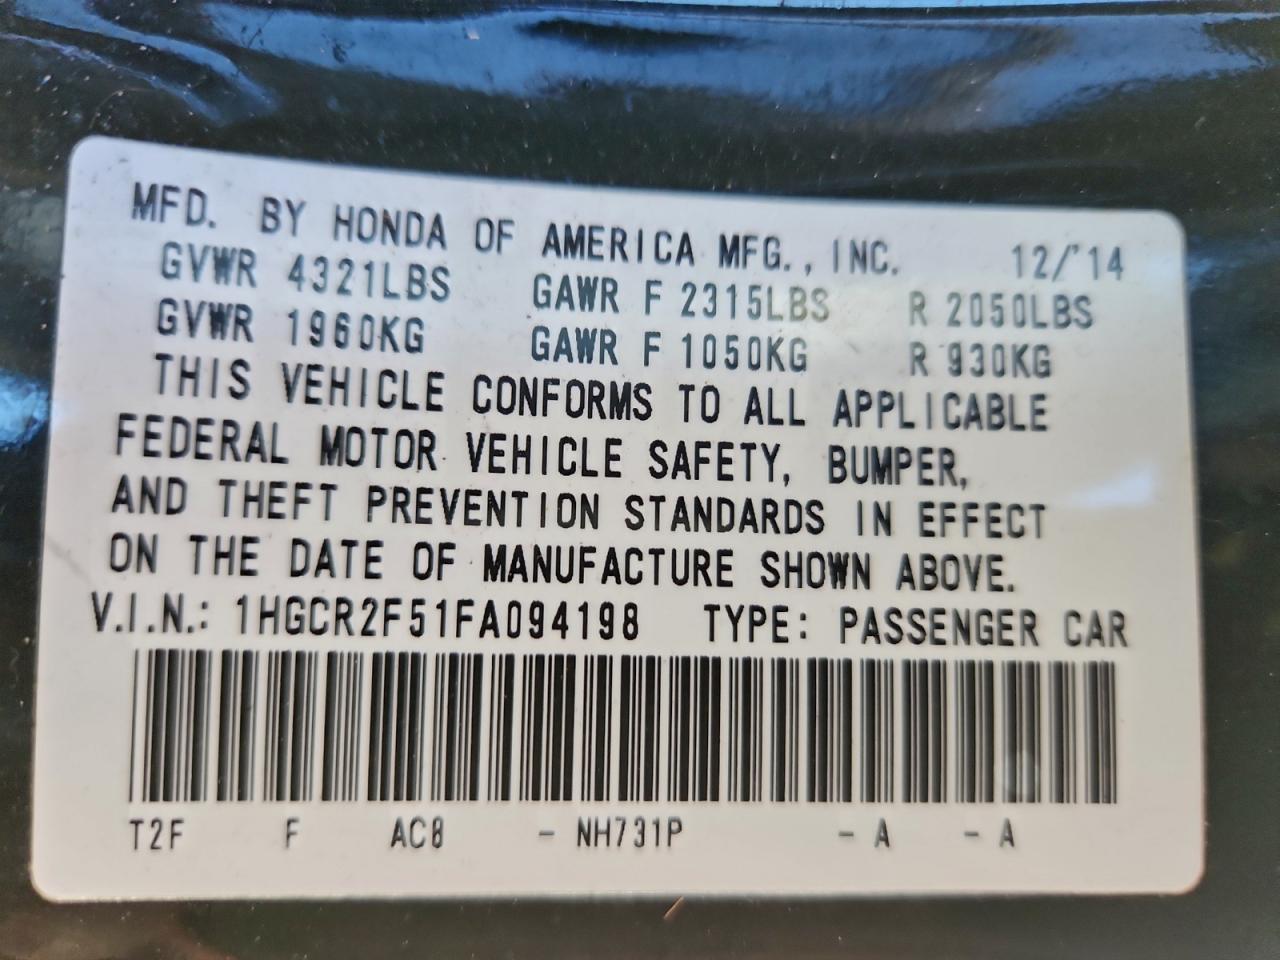 MFD. BY HONDA OF AMERICA MFG., INC. 12/'14
GVWR 4321LBS GAWR F 2315LBS R 2050LBS
GVWR 1960KG GAWR F 1050KG R 930KG
THIS VEHICLE CONFORMS TO ALL APPLICABLE
FEDERAL MOTOR VEHICLE SAFETY, BUMPER,
AND THEFT PREVENTION STANDARDS IN EFFECT
ON THE DATE OF MANUFACTURE SHOWN ABOVE.
V.I.N.: 1HGCR2F51FA094198 TYPE: PASSENGER CAR
T2F F AC8 - NH731P - A - A